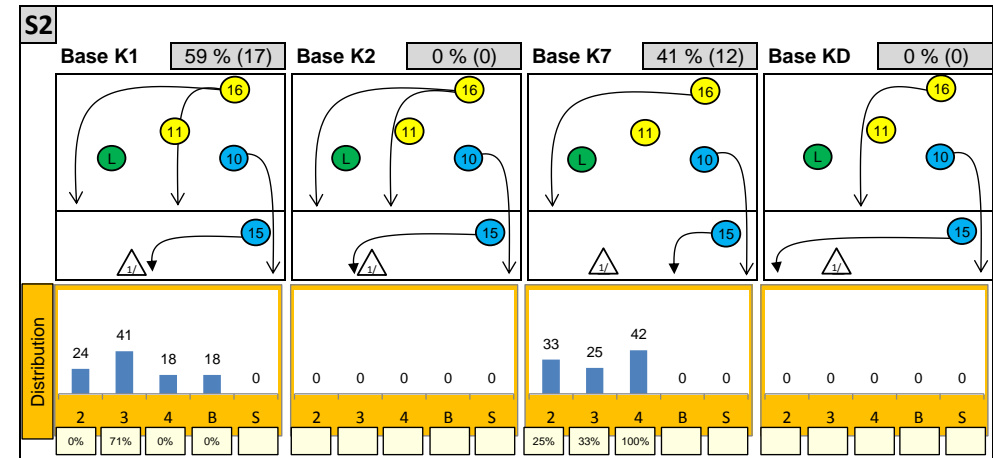 S2
Base K1 59 % (17) Base K2 0 % (0) Base K7 41 % (12) Base KD 0 % (0)
16 16 16 16
11 11 11 11
L 10 L 10 L 10 L 10
15 15 15 15
1/ 1/ 1/ 1/
Distribution
24 41 18 18 0 0 0 0 0 0 33 25 42 0 0 0 0 0 0 0
2 3 4 B S 2 3 4 B S 2 3 4 B S 2 3 4 B S
0% 71% 0% 0% 25% 33% 100%